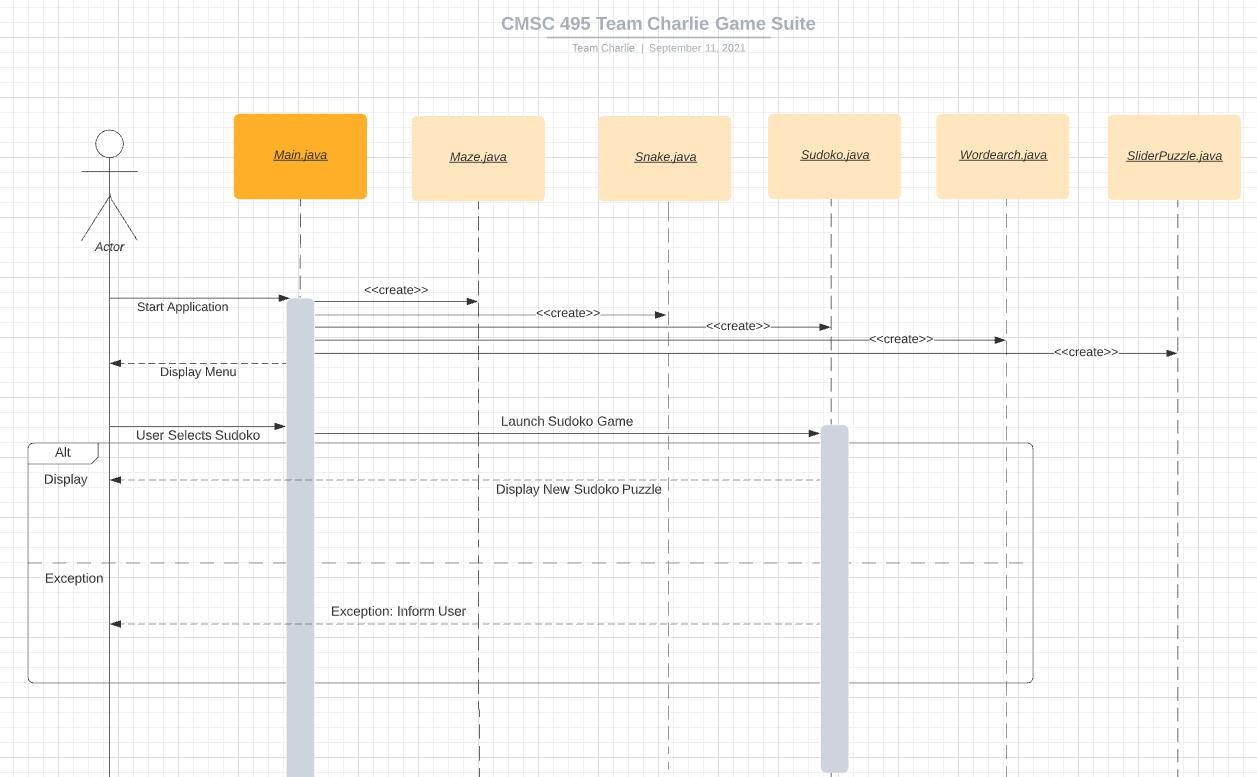 CMSC 495 Team Charlie Game Suite
Team Charlie | September 11, 2021
Main.java
Maze.java
Snake.java
Sudoko.java
Wordearch.java
SliderPuzzle.java
Actor
<<create>>
Start Application
<<create>>
<<create>>
<<create>>
<<create>>
Display Menu
Launch Sudoko Game
User Selects Sudoko
Alt
Display
Display New Sudoko Puzzle
Exception
Exception: Inform User